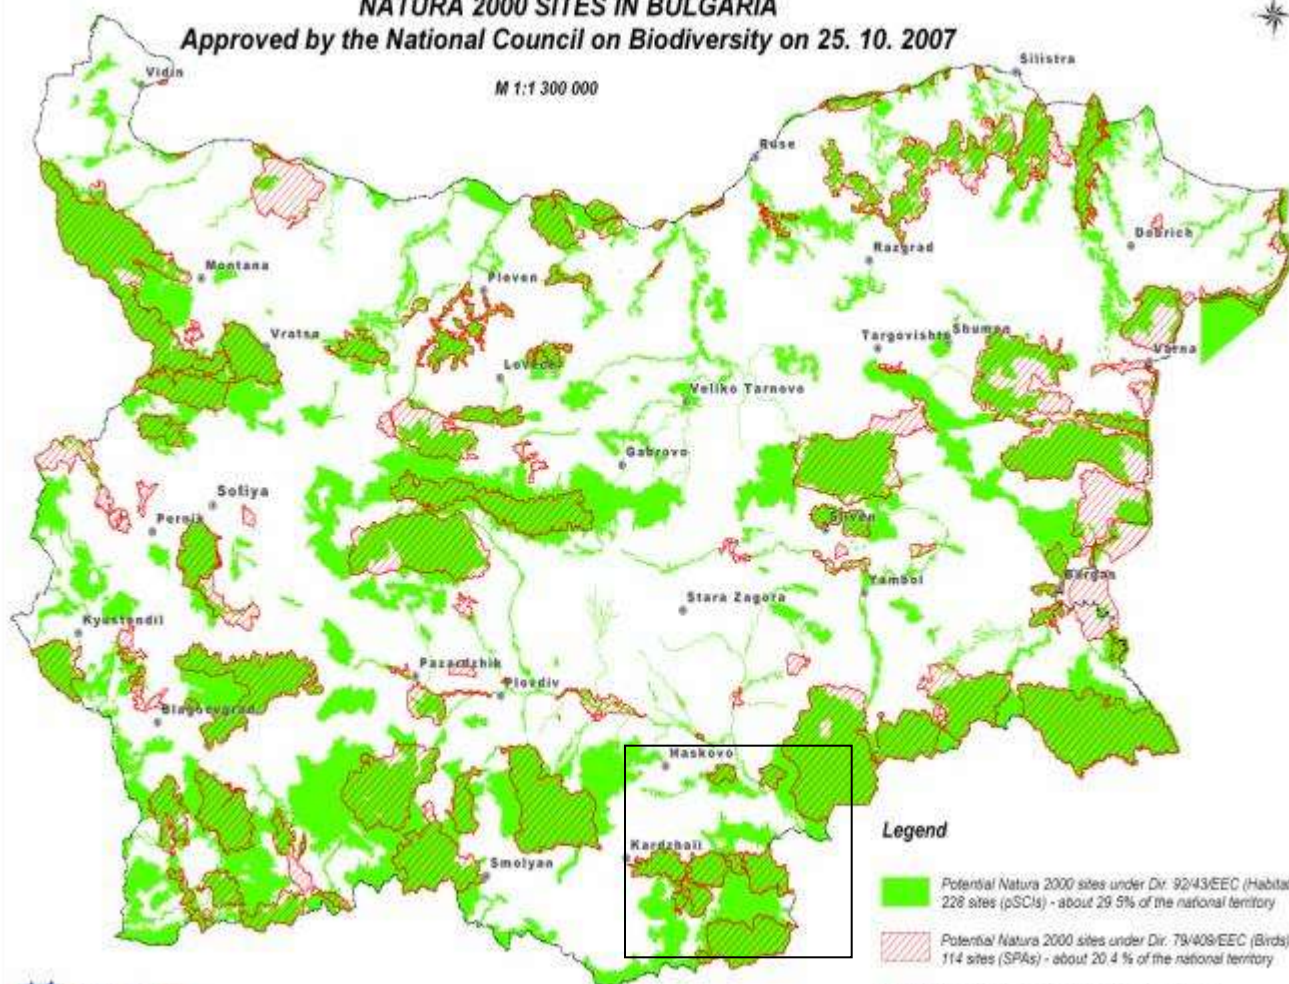 NATURA 2000 SITES IN BULGARIA
Approved by the National Council on Biodiversity on 25. 10. 2007
M 1:1 300 000
Vidin
Silistra
Ruse
Dobrich
Razgrad
Montana
Pleven
Vratsa
Targovishte
Shumen
Varna
Lovech
Veliko Tarnovo
Gabrovo
Sofiya
Pernik
Sliven
Yambol
Burgas
Stara Zagora
Kyustendil
Pazardzhik
Plovdiv
Blagoevgrad
Haskovo
Kardzhali
Smolyan
Legend
Potential Natura 2000 sites under Dir. 92/43/EEC (Habitat
228 sites (pSCIs) - about 29.5% of the national territory
Potential Natura 2000 sites under Dir. 79/409/EEC (Birds)
114 sites (SPAs) - about 20.4 % of the national territory